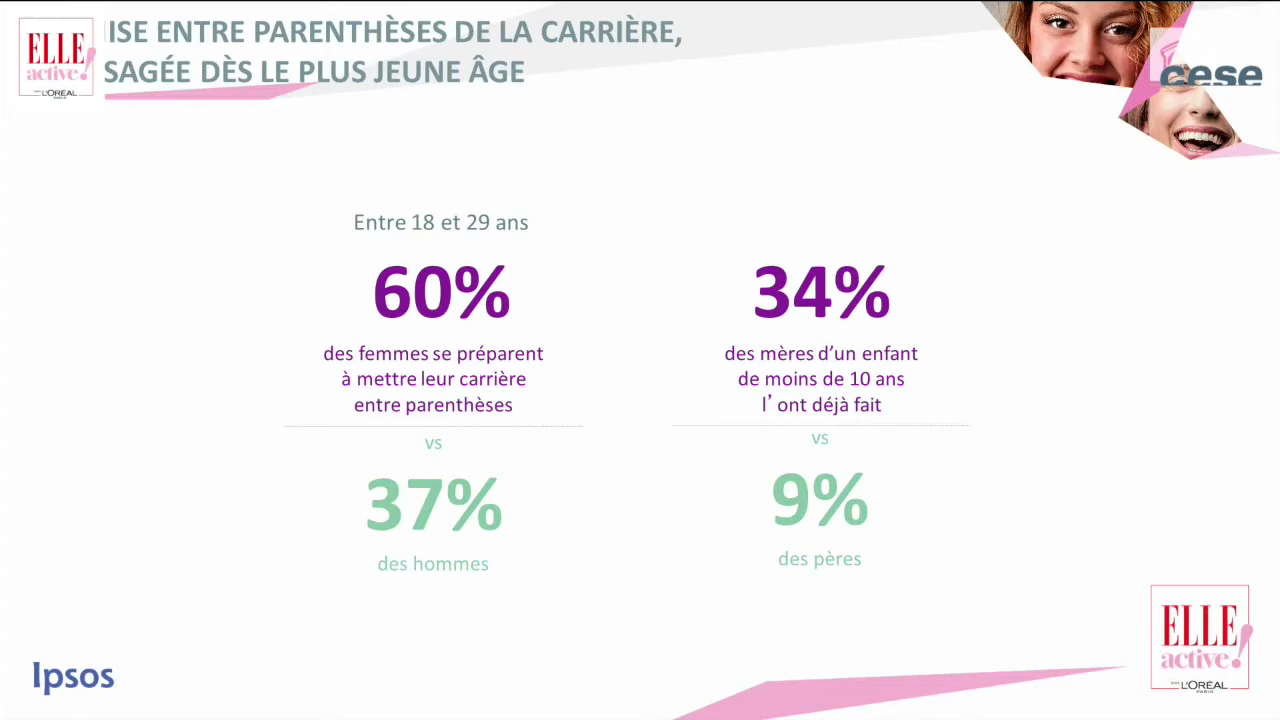 ISE ENTRE PARENTHÈSES DE LA CARRIÈRE,
SAGÉE DÈS LE PLUS JEUNE ÂGE
ELLE
active!
L'ORÉAL
PARIS
cese
Entre 18 et 29 ans
60%
des femmes se préparent
à mettre leur carrière
entre parenthèses
vs
37%
des hommes
34%
des mères d’un enfant
de moins de 10 ans
l’ ont déjà fait
vs
9%
des pères
Ipsos
ELLE
active!
L'ORÉAL
PARIS